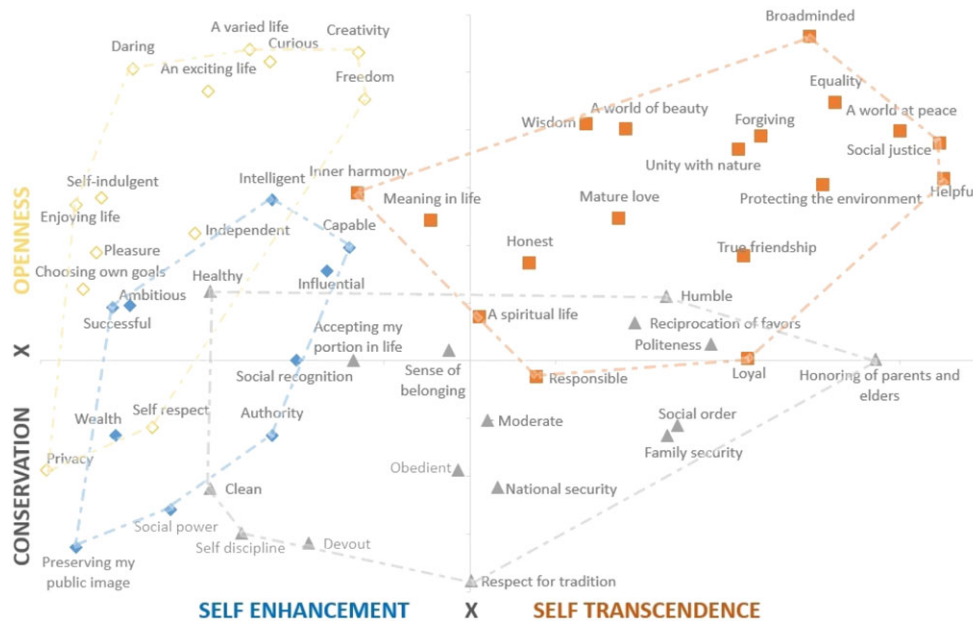 Broadminded
A varied life
Creativity
Daring
Curious
An exciting life
Freedom
Equality
A world of beauty
A world at peace
Wisdom
Forgiving
Social justice
Unity with nature
Inner harmony
Self-indulgent
Intelligent
Helpful
Meaning in life
Mature love
Protecting the environment
Enjoying life
Capable
Independent
Honest
True friendship
Pleasure
Choosing own goals
Healthy
Influential
Ambitious
Humble
Successful
A spiritual life
Reciprocation of favors
Accepting my
portion in life
Politeness
Sense of
belonging
Social recognition
Responsible
Loyal
Honoring of parents and
elders
Wealth
Self respect
Authority
Moderate
Social order
Family security
Privacy
Obedient
Clean
National security
Social power
Self discipline
Devout
Preserving my
public image
Respect for tradition
OPENNESS
X
CONSERVATION
SELF ENHANCEMENT X SELF TRANSCENDENCE